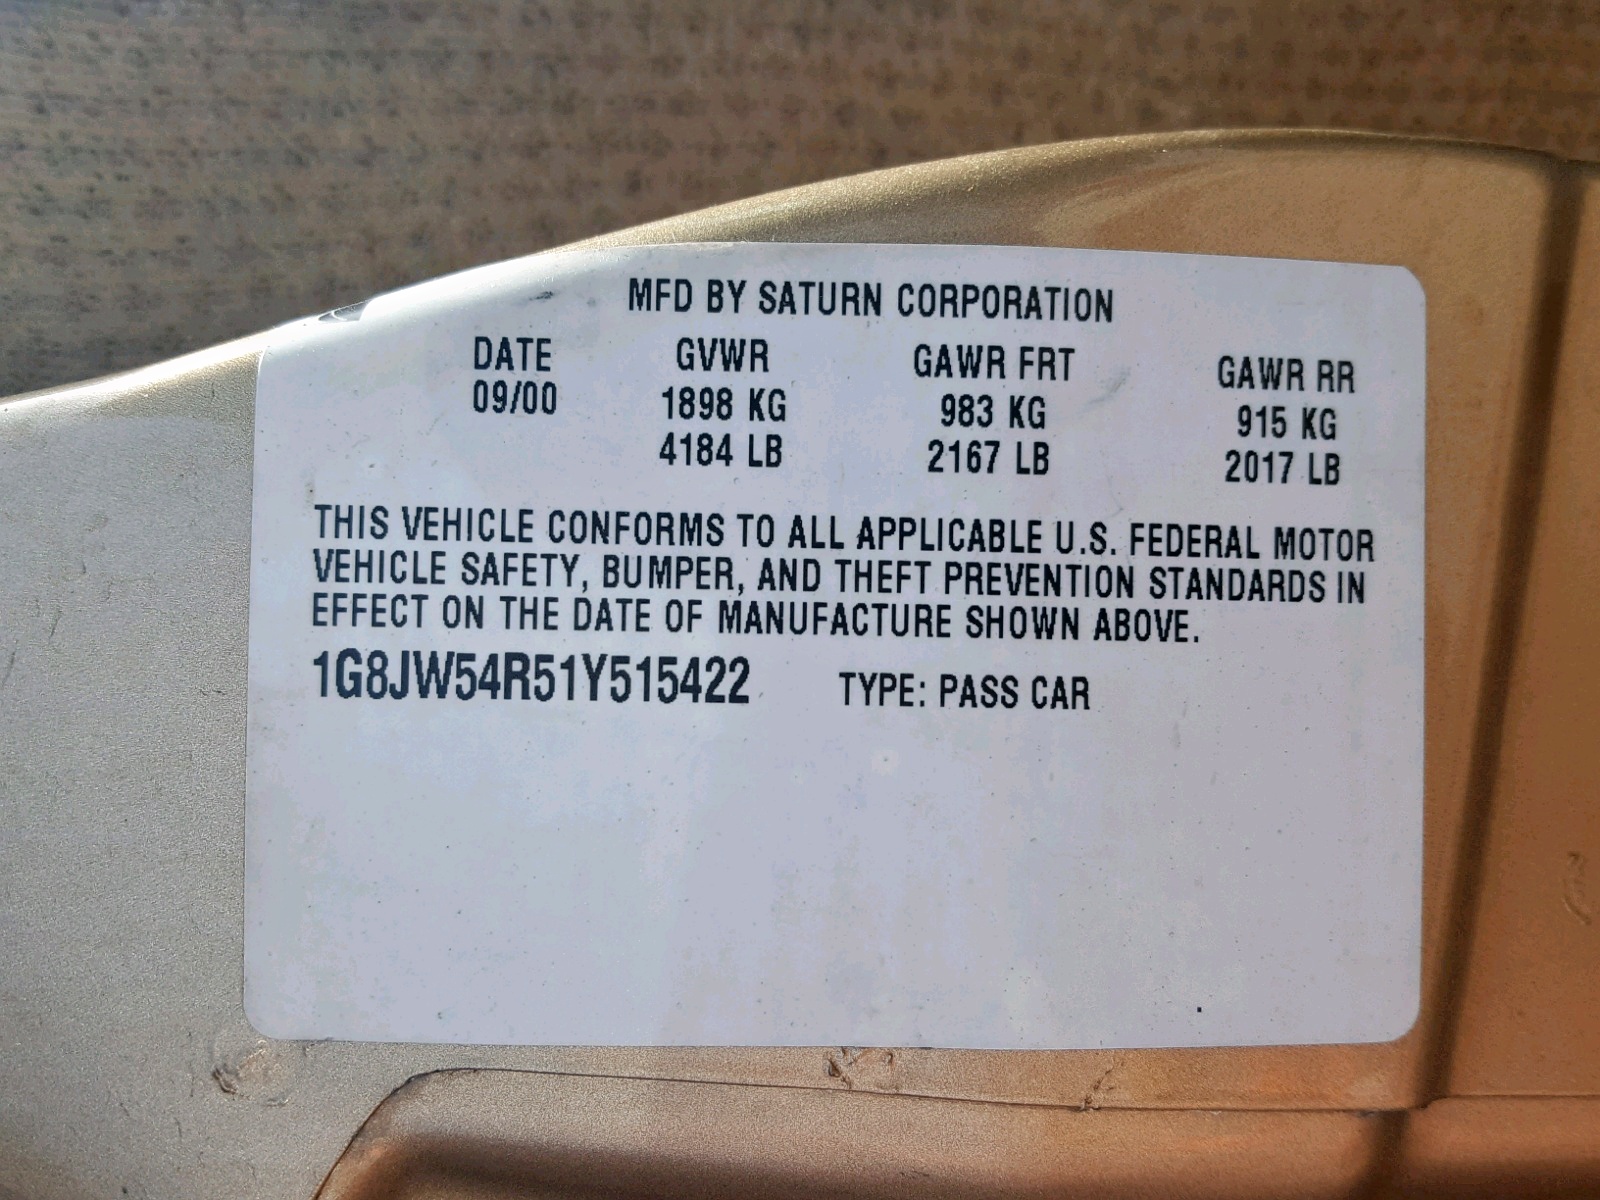 MFD BY SATURN CORPORATION
DATE GVWR GAWR FRT GAWR RR
09/00 1898 KG 983 KG 915 KG
4184 LB 2167 LB 2017 LB
THIS VEHICLE CONFORMS TO ALL APPLICABLE U.S. FEDERAL MOTOR
VEHICLE SAFETY, BUMPER, AND THEFT PREVENTION STANDARDS IN
EFFECT ON THE DATE OF MANUFACTURE SHOWN ABOVE.
1G8JW54R51Y515422 TYPE: PASS CAR